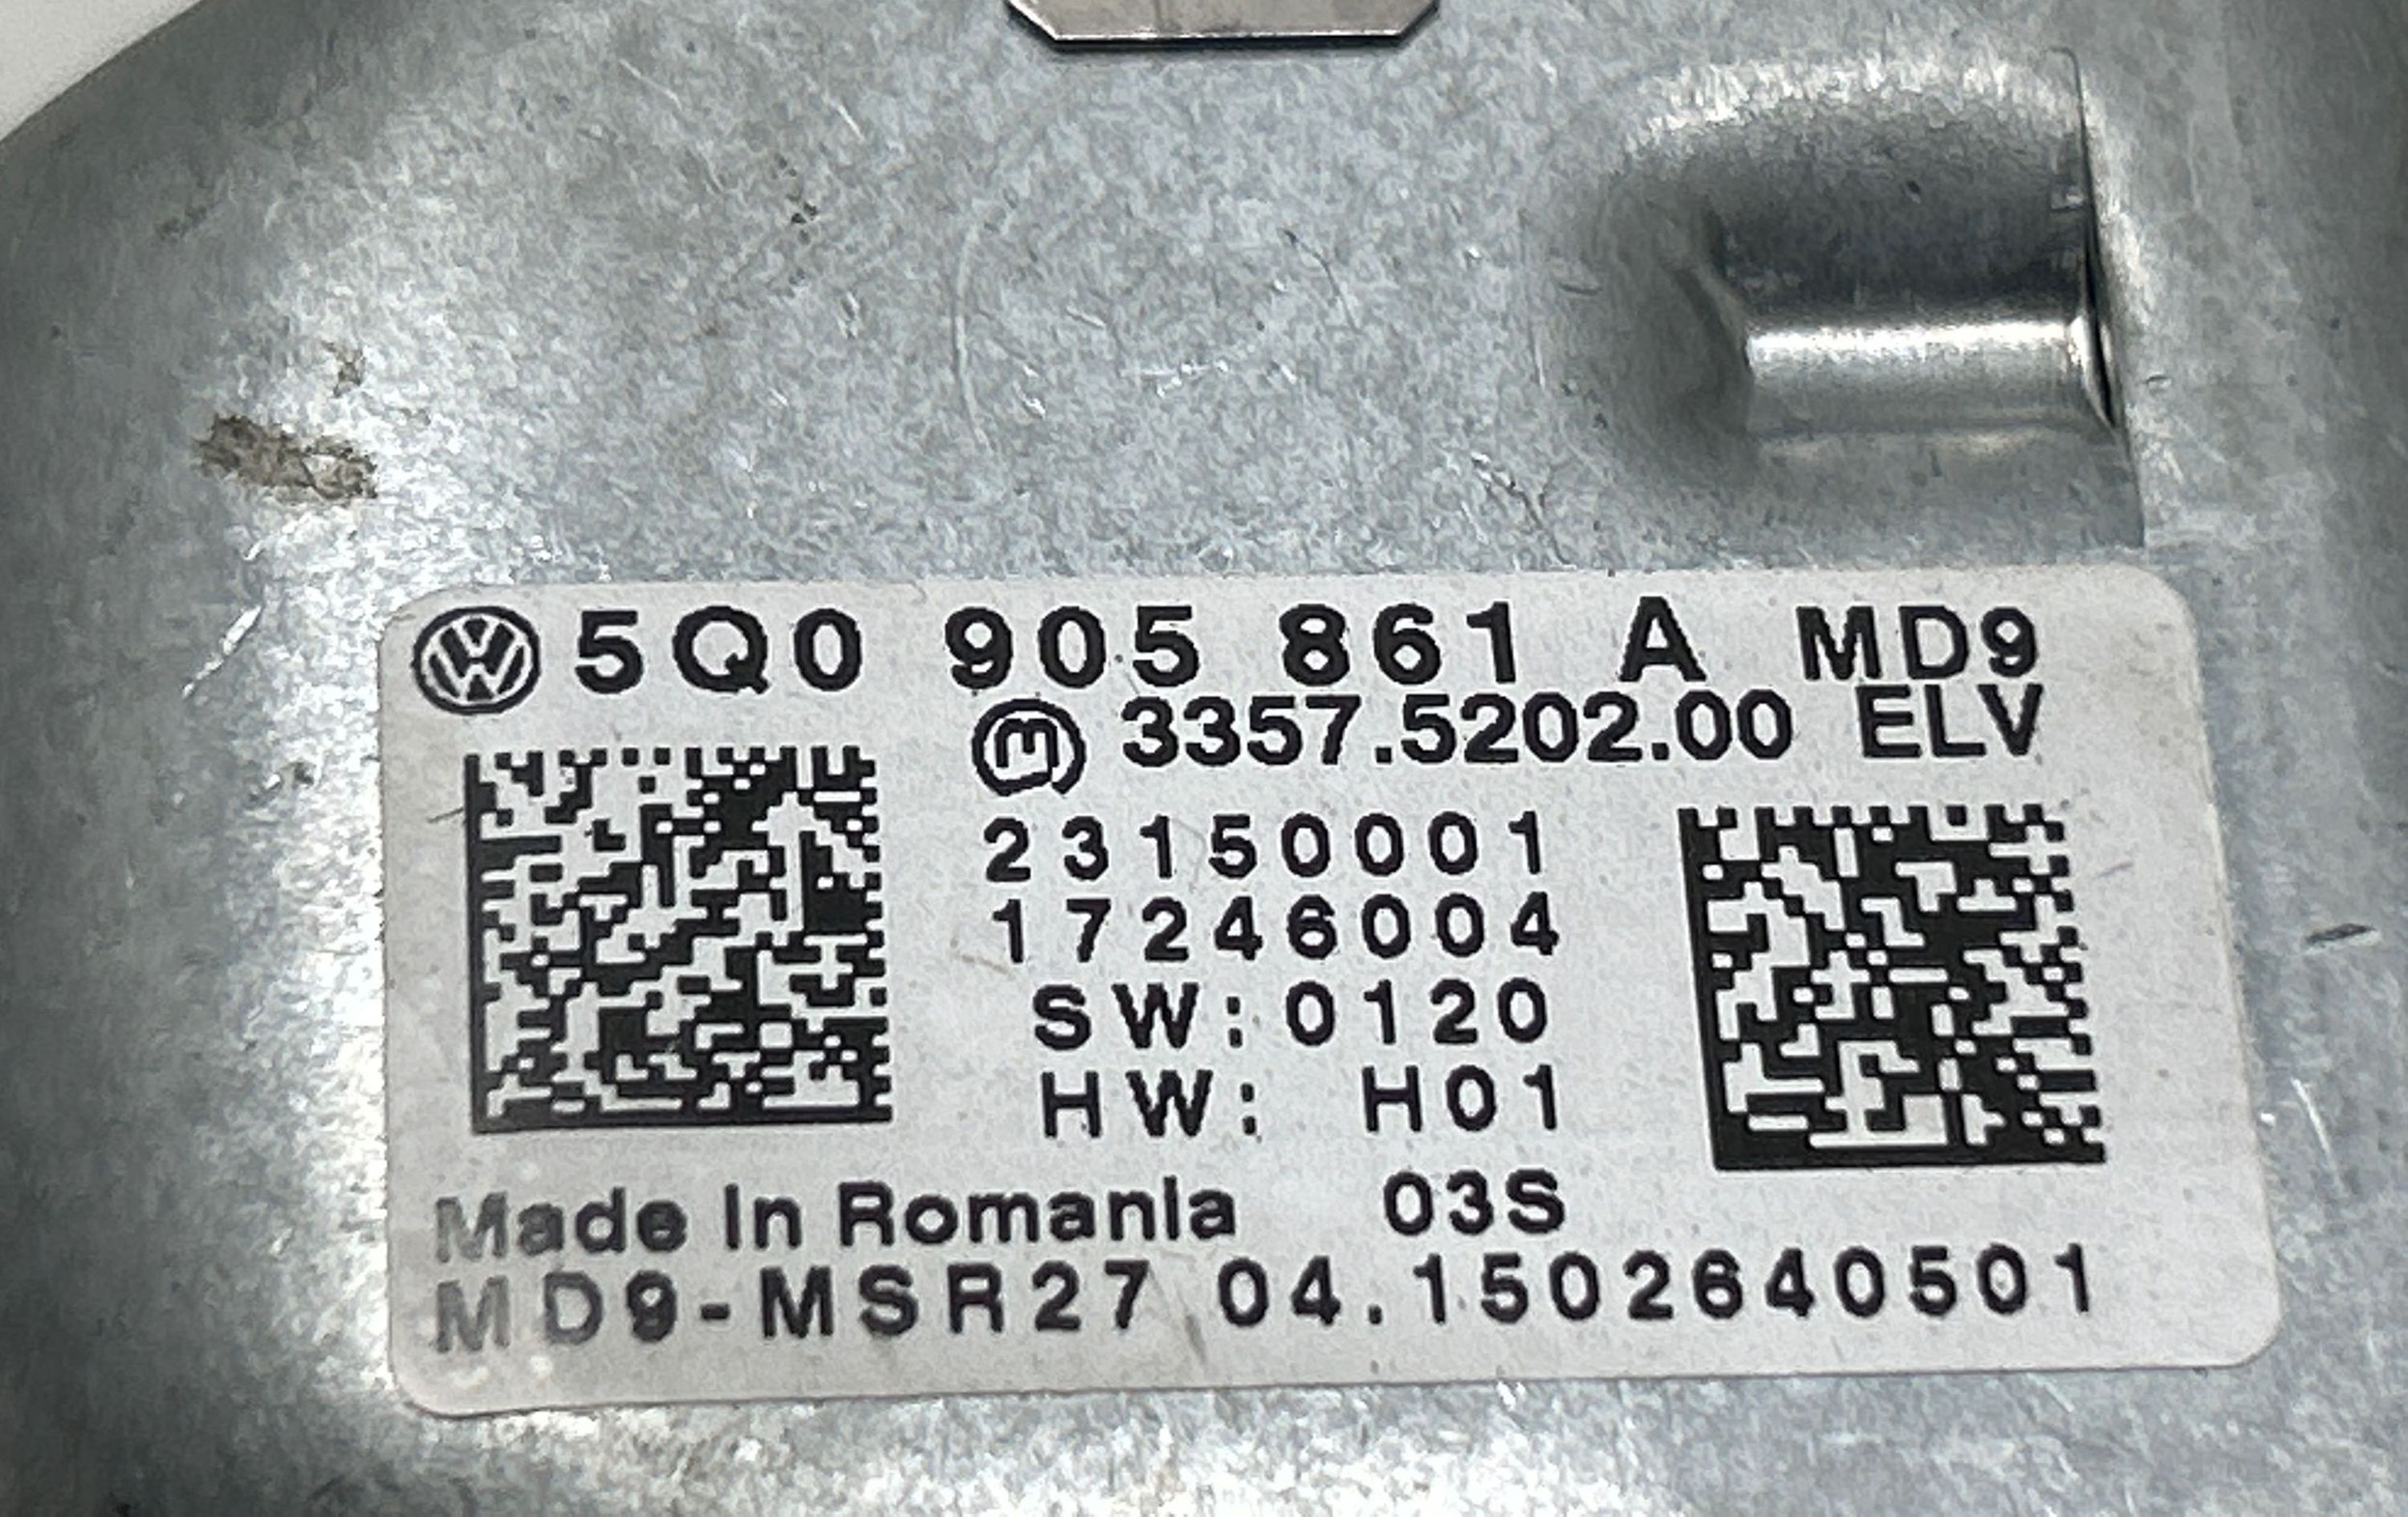 5Q0 905 861 A MD9
3357.5202.00 ELV
23150001
17246004
SW:0120
HW: H01
Made In Romania 03S
MD9-MSR27 04.1502640501